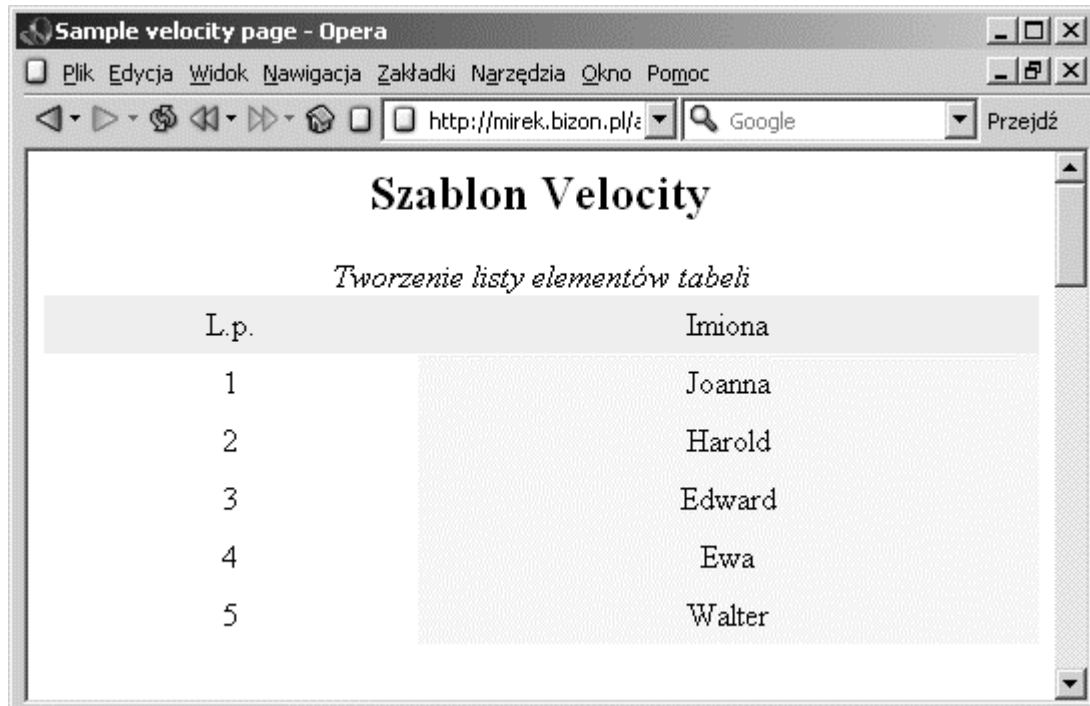 Sample velocity page - Opera
Plik Edycja Widok Nawigacja Zakładki Narzędzia Okno Pomoc
http://mirek.bizon.pl/a Google Przejdź
Szablon Velocity
Tworzenie listy elementów tabeli
L.p. Imiona
1 Joanna
2 Harold
3 Edward
4 Ewa
5 Walter